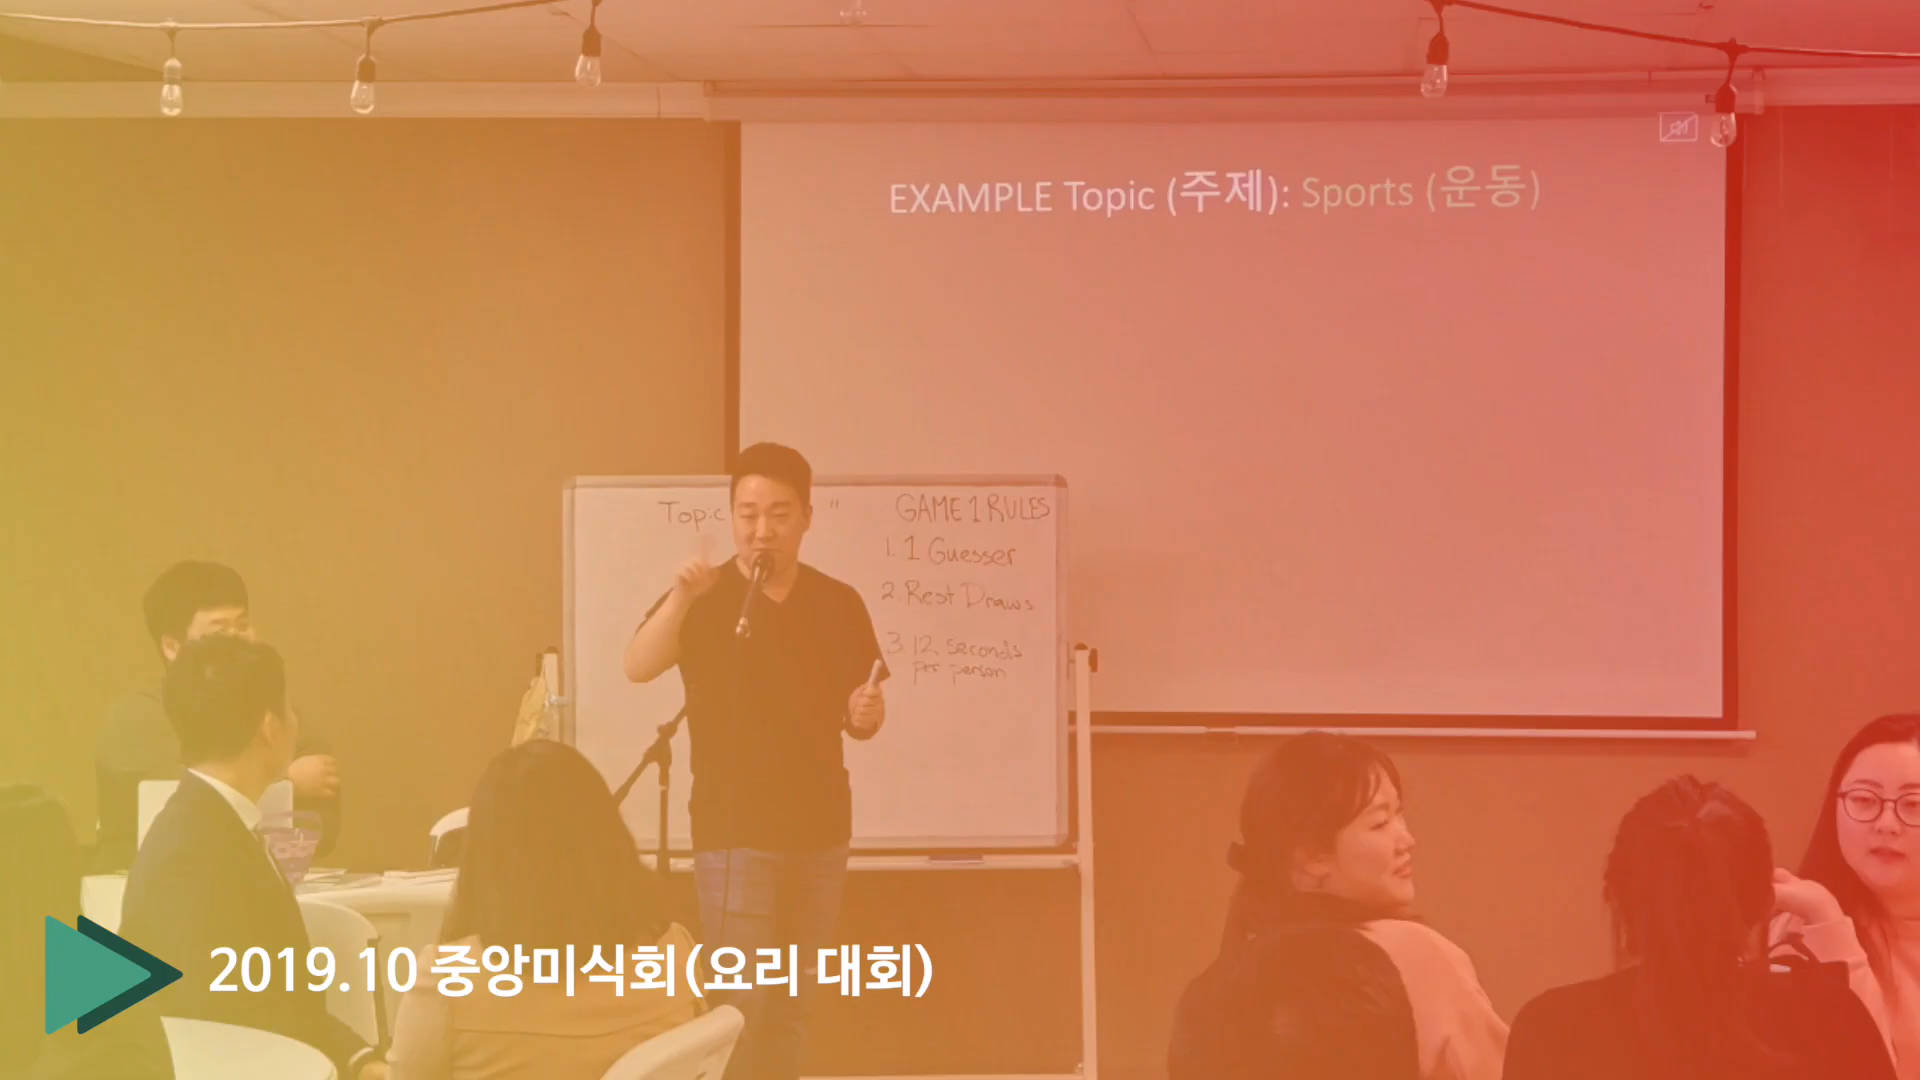 EXAMPLE Topic (주제): Sports (운동)
Topic "
GAME 1 RULES
1. 1 Guesser
2. Rest Draws
3. 12 seconds
per person
2019.10 중앙미식회(요리 대회)